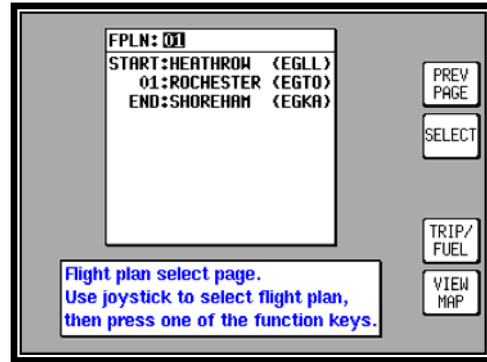 FPLN: 01
START:HEATHROW (EGLL)
01:ROCHESTER (EGTO)
END:SHOREHAM (EGKA)
PREV
PAGE
SELECT
TRIP/
FUEL
VIEW
MAP
Flight plan select page.
Use joystick to select flight plan,
then press one of the function keys.